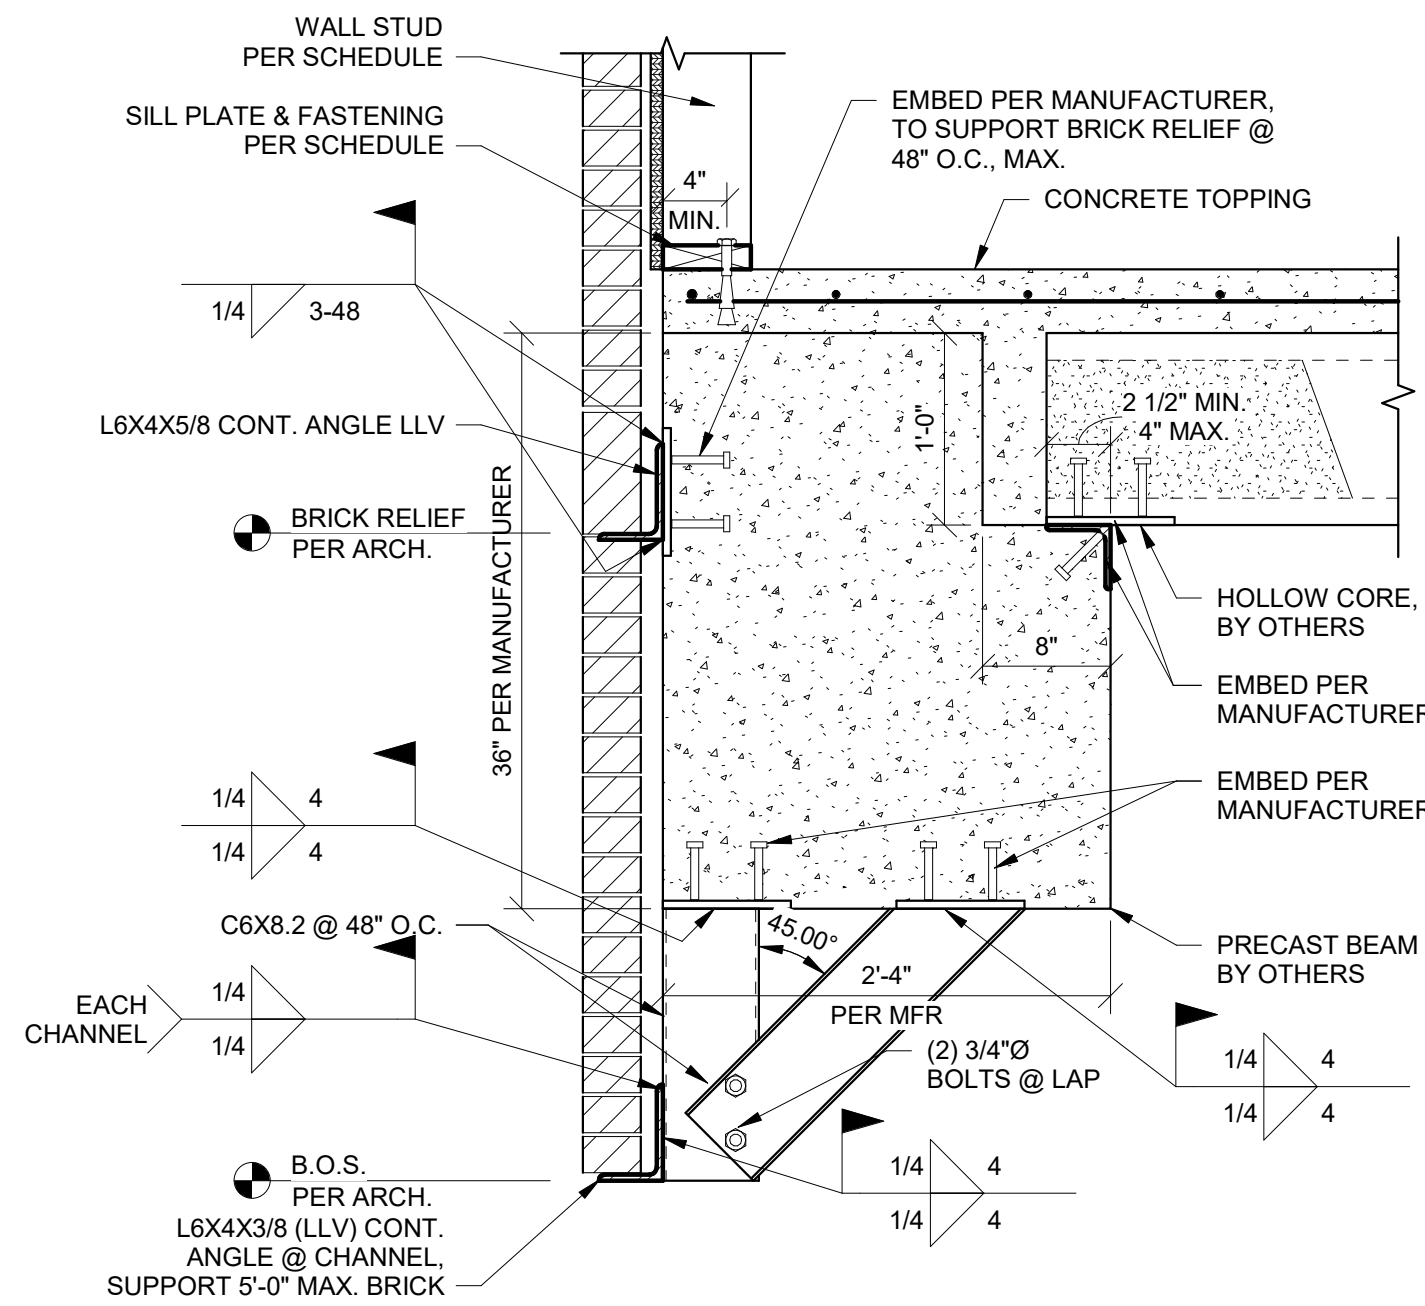 WALL STUD
PER SCHEDULE
SILL PLATE & FASTENING
PER SCHEDULE
EMBED PER MANUFACTURER,
TO SUPPORT BRICK RELIEF @
48" O.C., MAX.
CONCRETE TOPPING
4"
MIN.
1/4 3-48
L6X4X5/8 CONT. ANGLE LLV
BRICK RELIEF
PER ARCH.
36" PER MANUFACTURER
1'-0"
2 1/2" MIN.
4" MAX.
8"
HOLLOW CORE,
BY OTHERS
EMBED PER
MANUFACTURER
EMBED PER
MANUFACTURER
1/4 4
1/4 4
C6X8.2 @ 48" O.C.
45.00°
2'-4"
PER MFR
PRECAST BEAM
BY OTHERS
EACH
CHANNEL
1/4
1/4
(2) 3/4"Ø
BOLTS @ LAP
1/4 4
1/4 4
1/4 4
1/4 4
B.O.S.
PER ARCH.
L6X4X3/8 (LLV) CONT.
ANGLE @ CHANNEL,
SUPPORT 5'-0" MAX. BRICK